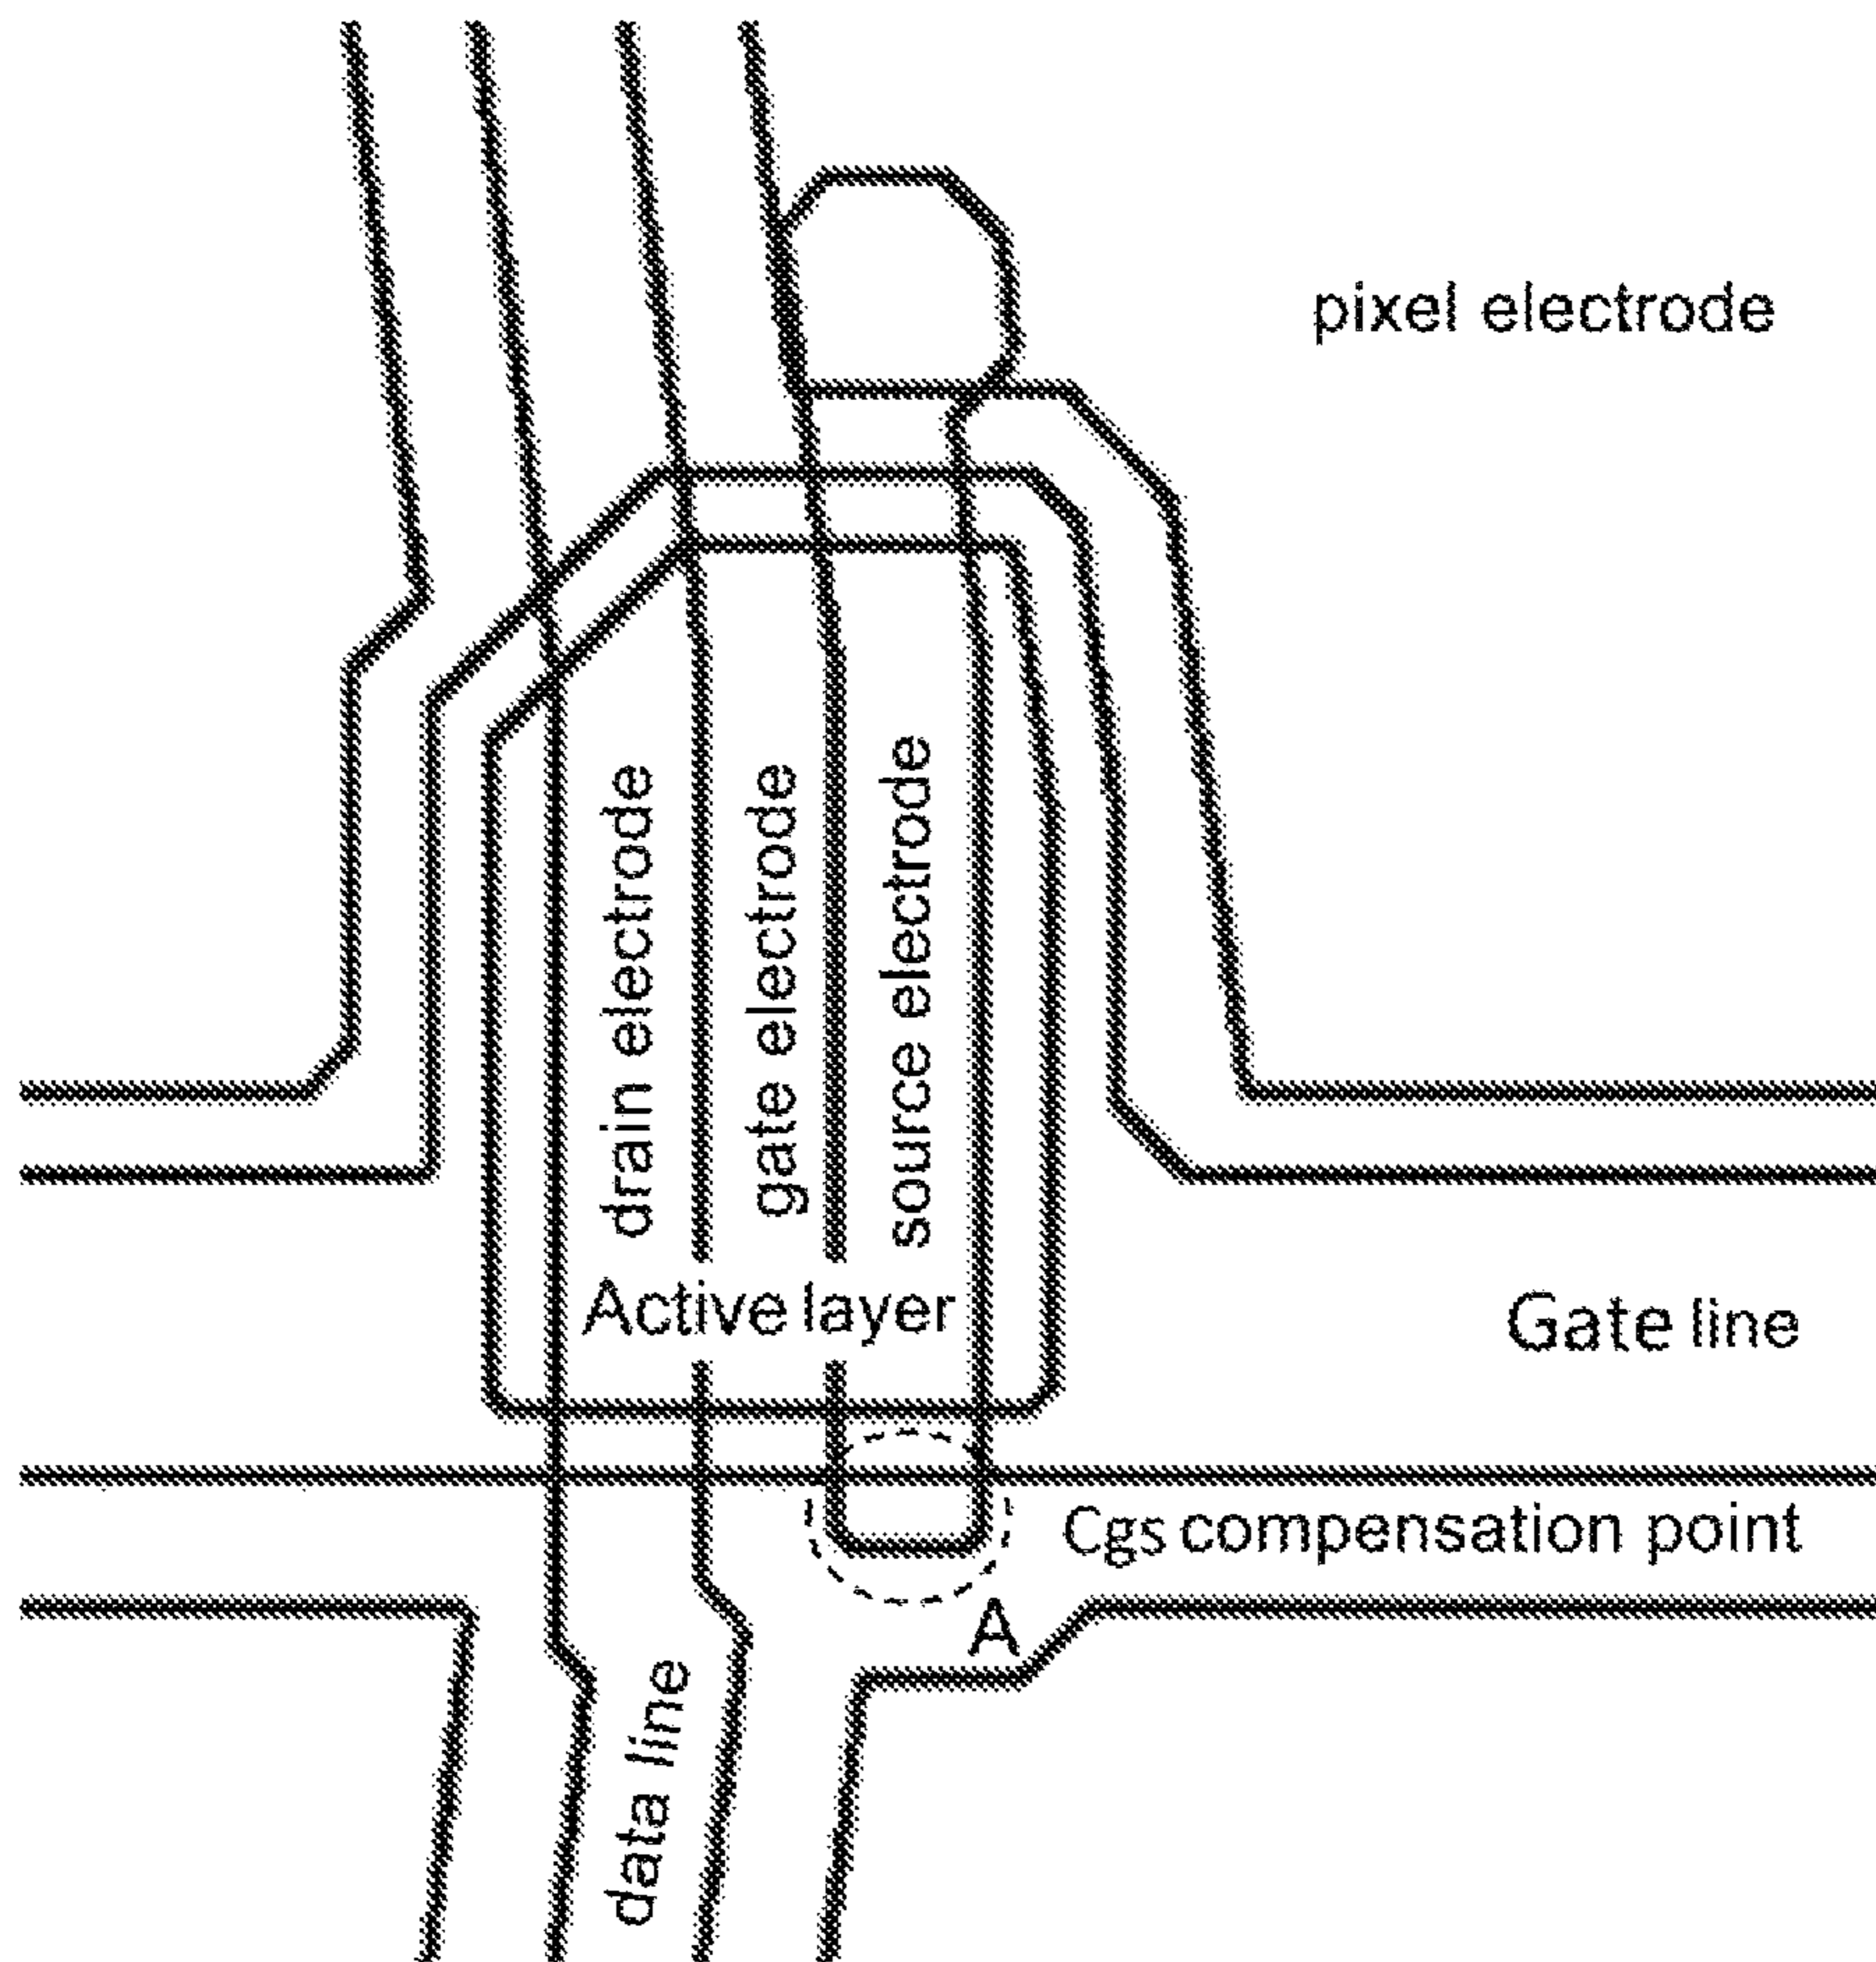 pixel electrode
drain electrode
gate electrode
source electrode
Active layer
Gate line
Cgs compensation point
A
data line